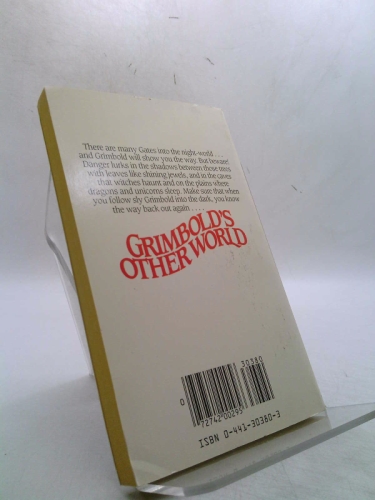 There are many Gates into the night-world . . .
and Grimbold will show you the way. But beware!
Danger lurks in the shadows between those trees
with leaves like shining jewels, and in the caves
that witches haunt and on the plains where
dragons and unicorns sleep. Make sure that when
you follow sly Grimbold into the dark, you know
the way back out again . . . .
GRIMBOLD'S
OTHER WORLD
30380
0
72742 00295
ISBN 0-441-30380-3